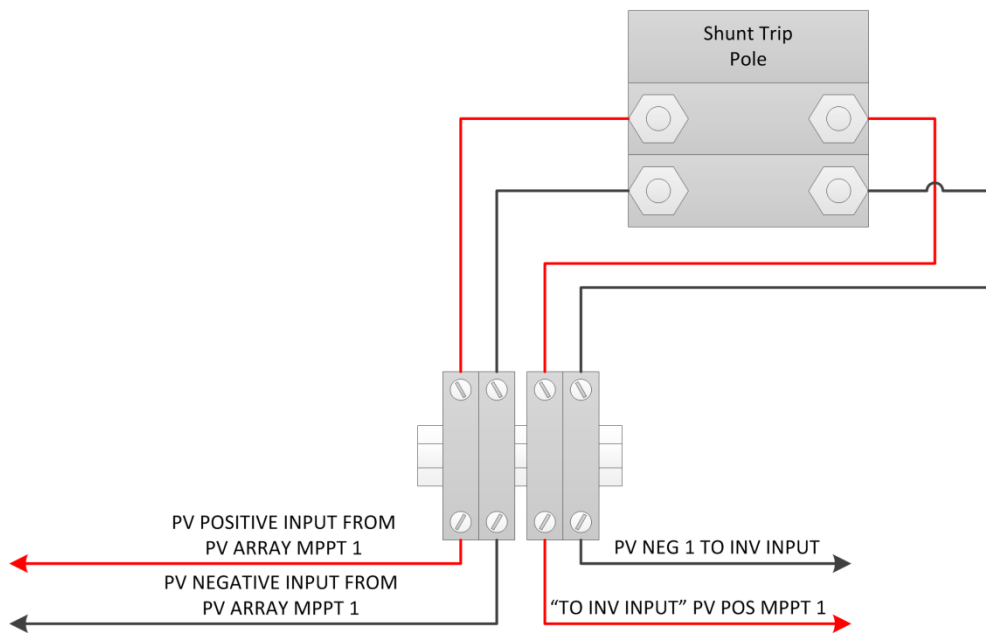 Shunt Trip
Pole
PV POSITIVE INPUT FROM
PV ARRAY MPPT 1
PV NEGATIVE INPUT FROM
PV ARRAY MPPT 1
PV NEG 1 TO INV INPUT
“TO INV INPUT” PV POS MPPT 1